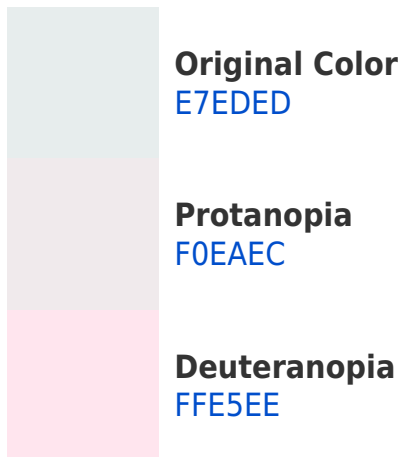 Original Color
E7EDED
Protanopia
F0EAEC
Deuteranopia
FFE5EE